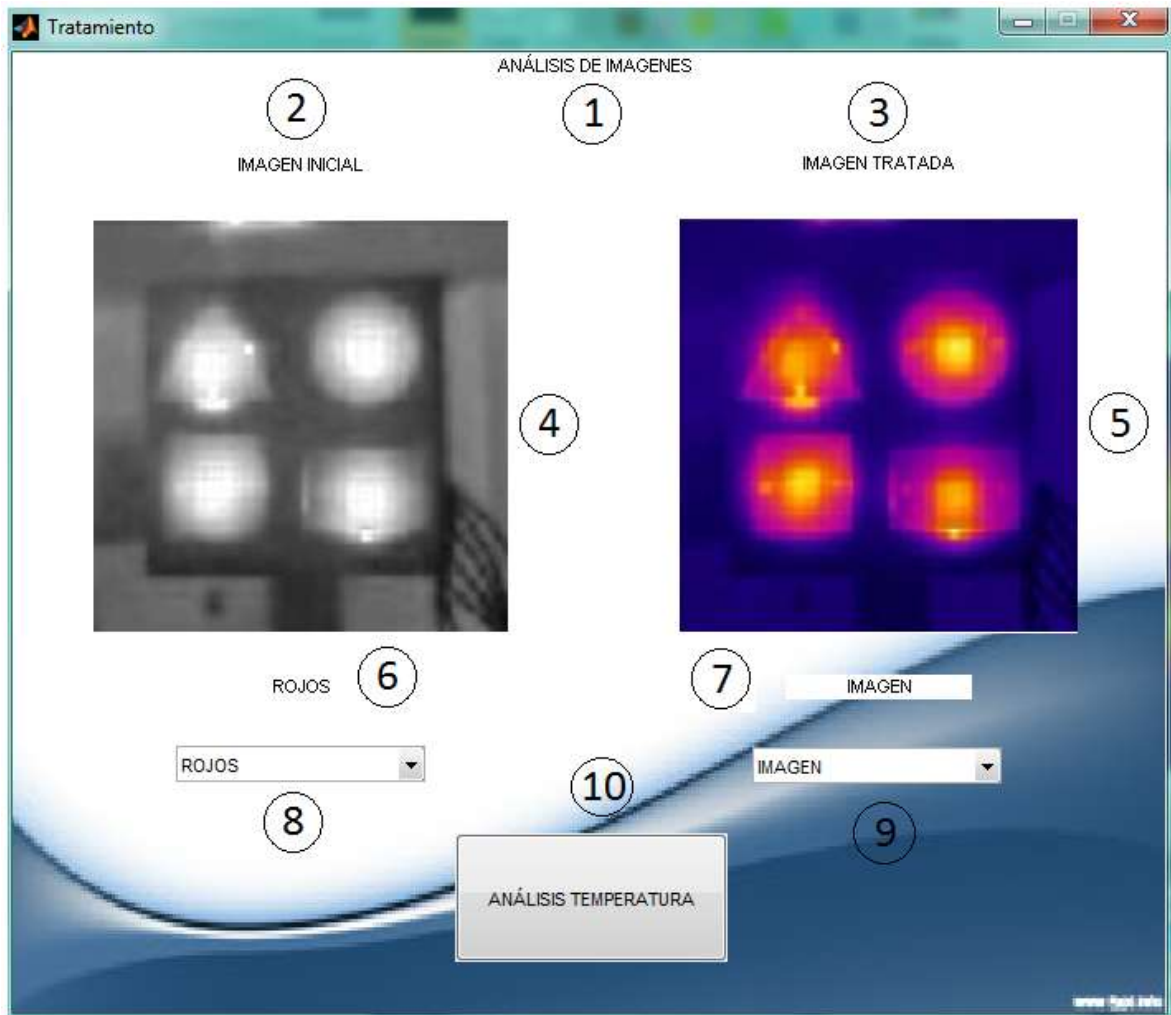 Tratamiento
ANÁLISIS DE IMAGENES
2
1
3
IMAGEN INICIAL
IMAGEN TRATADA
4
5
ROJOS
6
7
IMAGEN
ROJOS
IMAGEN
8
10
9
ANÁLISIS TEMPERATURA